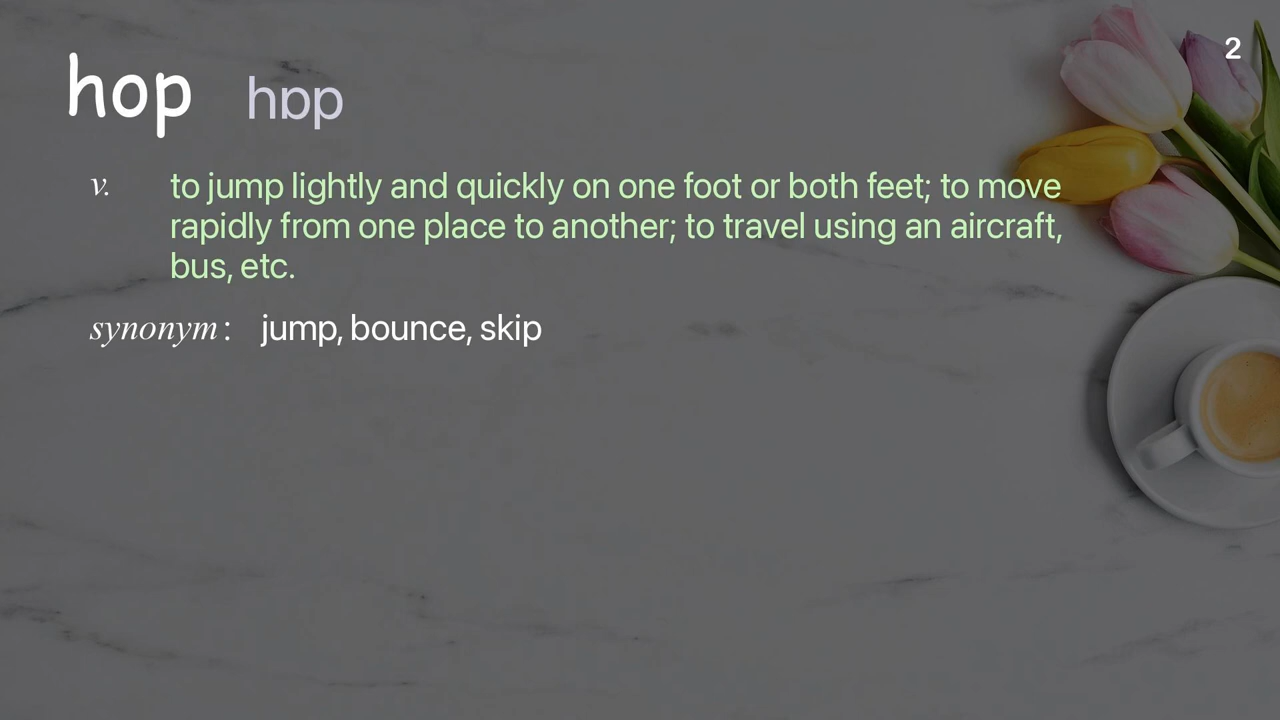 2
hop hɒp
v. to jump lightly and quickly on one foot or both feet; to move
rapidly from one place to another; to travel using an aircraft,
bus, etc.
synonym : jump, bounce, skip